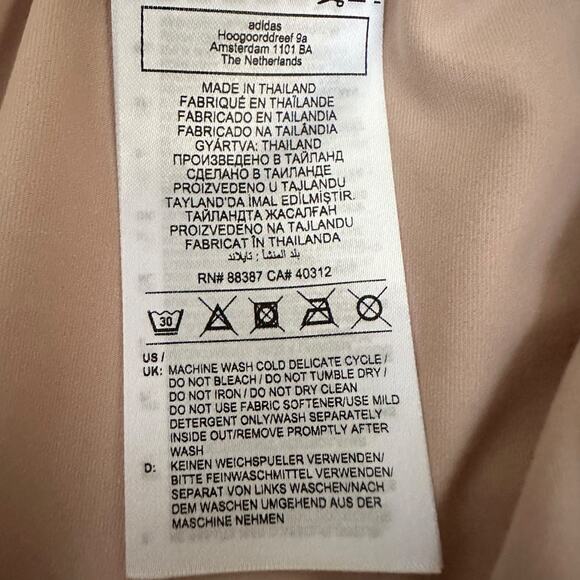 adidas
Hoogoorddreef 9a
Amsterdam 1101 BA
The Netherlands
MADE IN THAILAND
FABRIQUÉ EN THAÏLANDE
FABRICADO EN TAILANDIA
FABRICADO NA TAILÂNDIA
GYÁRTVA: THAILAND
ПРОИЗВЕДЕНО В ТАЙЛАНД
СДЕЛАНО В ТАИЛАНДЕ
PROIZVEDENO U TAJLANDU
TAYLAND'DA İMAL EDİLMİŞTİR.
ТАЙЛАНДТА ЖАСАЛҒАН
PROIZVEDENO NA TAJLANDU
FABRICAT ÎN THAILANDA
بلد المنشأ : تايلاند
RN# 88387 CA# 40312
30
US /
UK: MACHINE WASH COLD DELICATE CYCLE /
DO NOT BLEACH / DO NOT TUMBLE DRY /
DO NOT IRON / DO NOT DRY CLEAN
DO NOT USE FABRIC SOFTENER/USE MILD
DETERGENT ONLY/WASH SEPARATELY
INSIDE OUT/REMOVE PROMPTLY AFTER
WASH
D: KEINEN WEICHSPUELER VERWENDEN/
BITTE FEINWASCHMITTEL VERWENDEN/
SEPARAT VON LINKS WASCHEN/NACH
DEM WASCHEN UMGEHEND AUS DER
MASCHINE NEHMEN